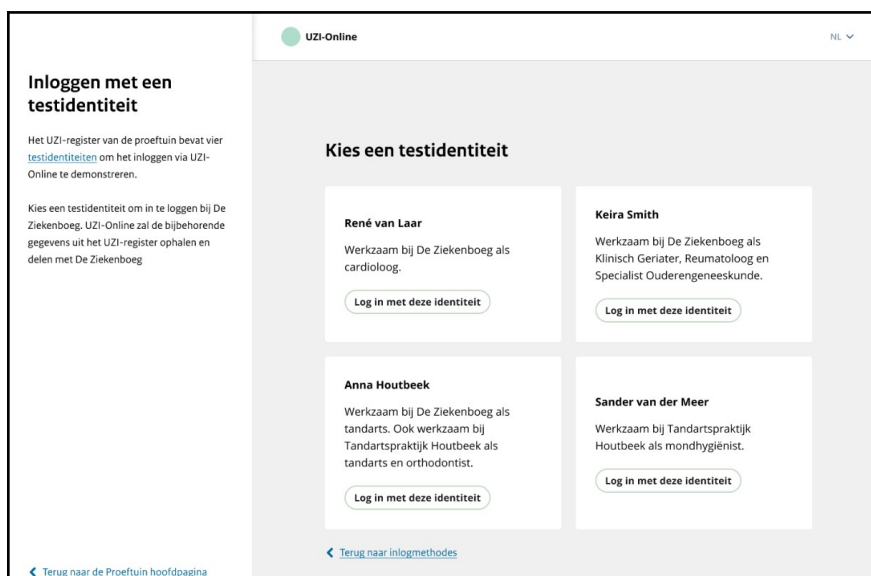 UZI-Online
NL
Inloggen met een
testidentiteit
Het UZI-register van de proeftuin bevat vier
testidentiteiten om het inloggen via UZI-
Online te demonstreren.
Kies een testidentiteit om in te loggen bij De
Ziekenboeg. UZI-Online zal de bijbehorende
gegevens uit het UZI-register ophalen en
delen met De Ziekenboeg
Terug naar de Proeftuin hoofdpagina
Kies een testidentiteit
René van Laar
Werkzaam bij De Ziekenboeg als
cardioloog.
Log in met deze identiteit
Keira Smith
Werkzaam bij De Ziekenboeg als
Klinisch Geriater, Reumatoloog en
Specialist Ouderengeneeskunde.
Log in met deze identiteit
Anna Houtbeek
Werkzaam bij De Ziekenboeg als
tandarts. Ook werkzaam bij
Tandartspraktijk Houtbeek als
tandarts en orthodontist.
Log in met deze identiteit
Sander van der Meer
Werkzaam bij Tandartspraktijk
Houtbeek als mondhygiënist.
Log in met deze identiteit
Terug naar inlogmethodes